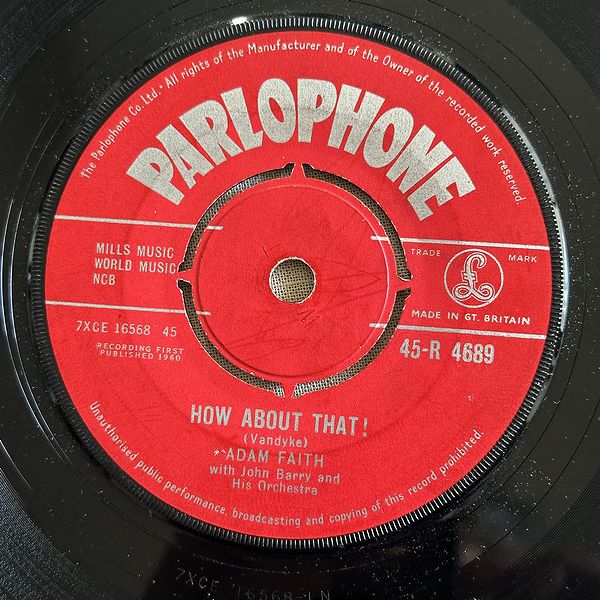 The Parlophone Co. Ltd. • All rights of the Manufacturer and of the Owner of the recorded work reserved.
PARLOPHONE
MILLS MUSIC
WORLD MUSIC
NCB
TRADE MARK
£
MADE IN GT. BRITAIN
7XCE 16568 45
RECORDING FIRST
PUBLISHED 1960
45-R 4689
HOW ABOUT THAT!
(Vandyke)
ADAM FAITH
with John Barry and
His Orchestra
Unauthorised public performance, broadcasting and copying of this record prohibited.
7XCE 16568-1N